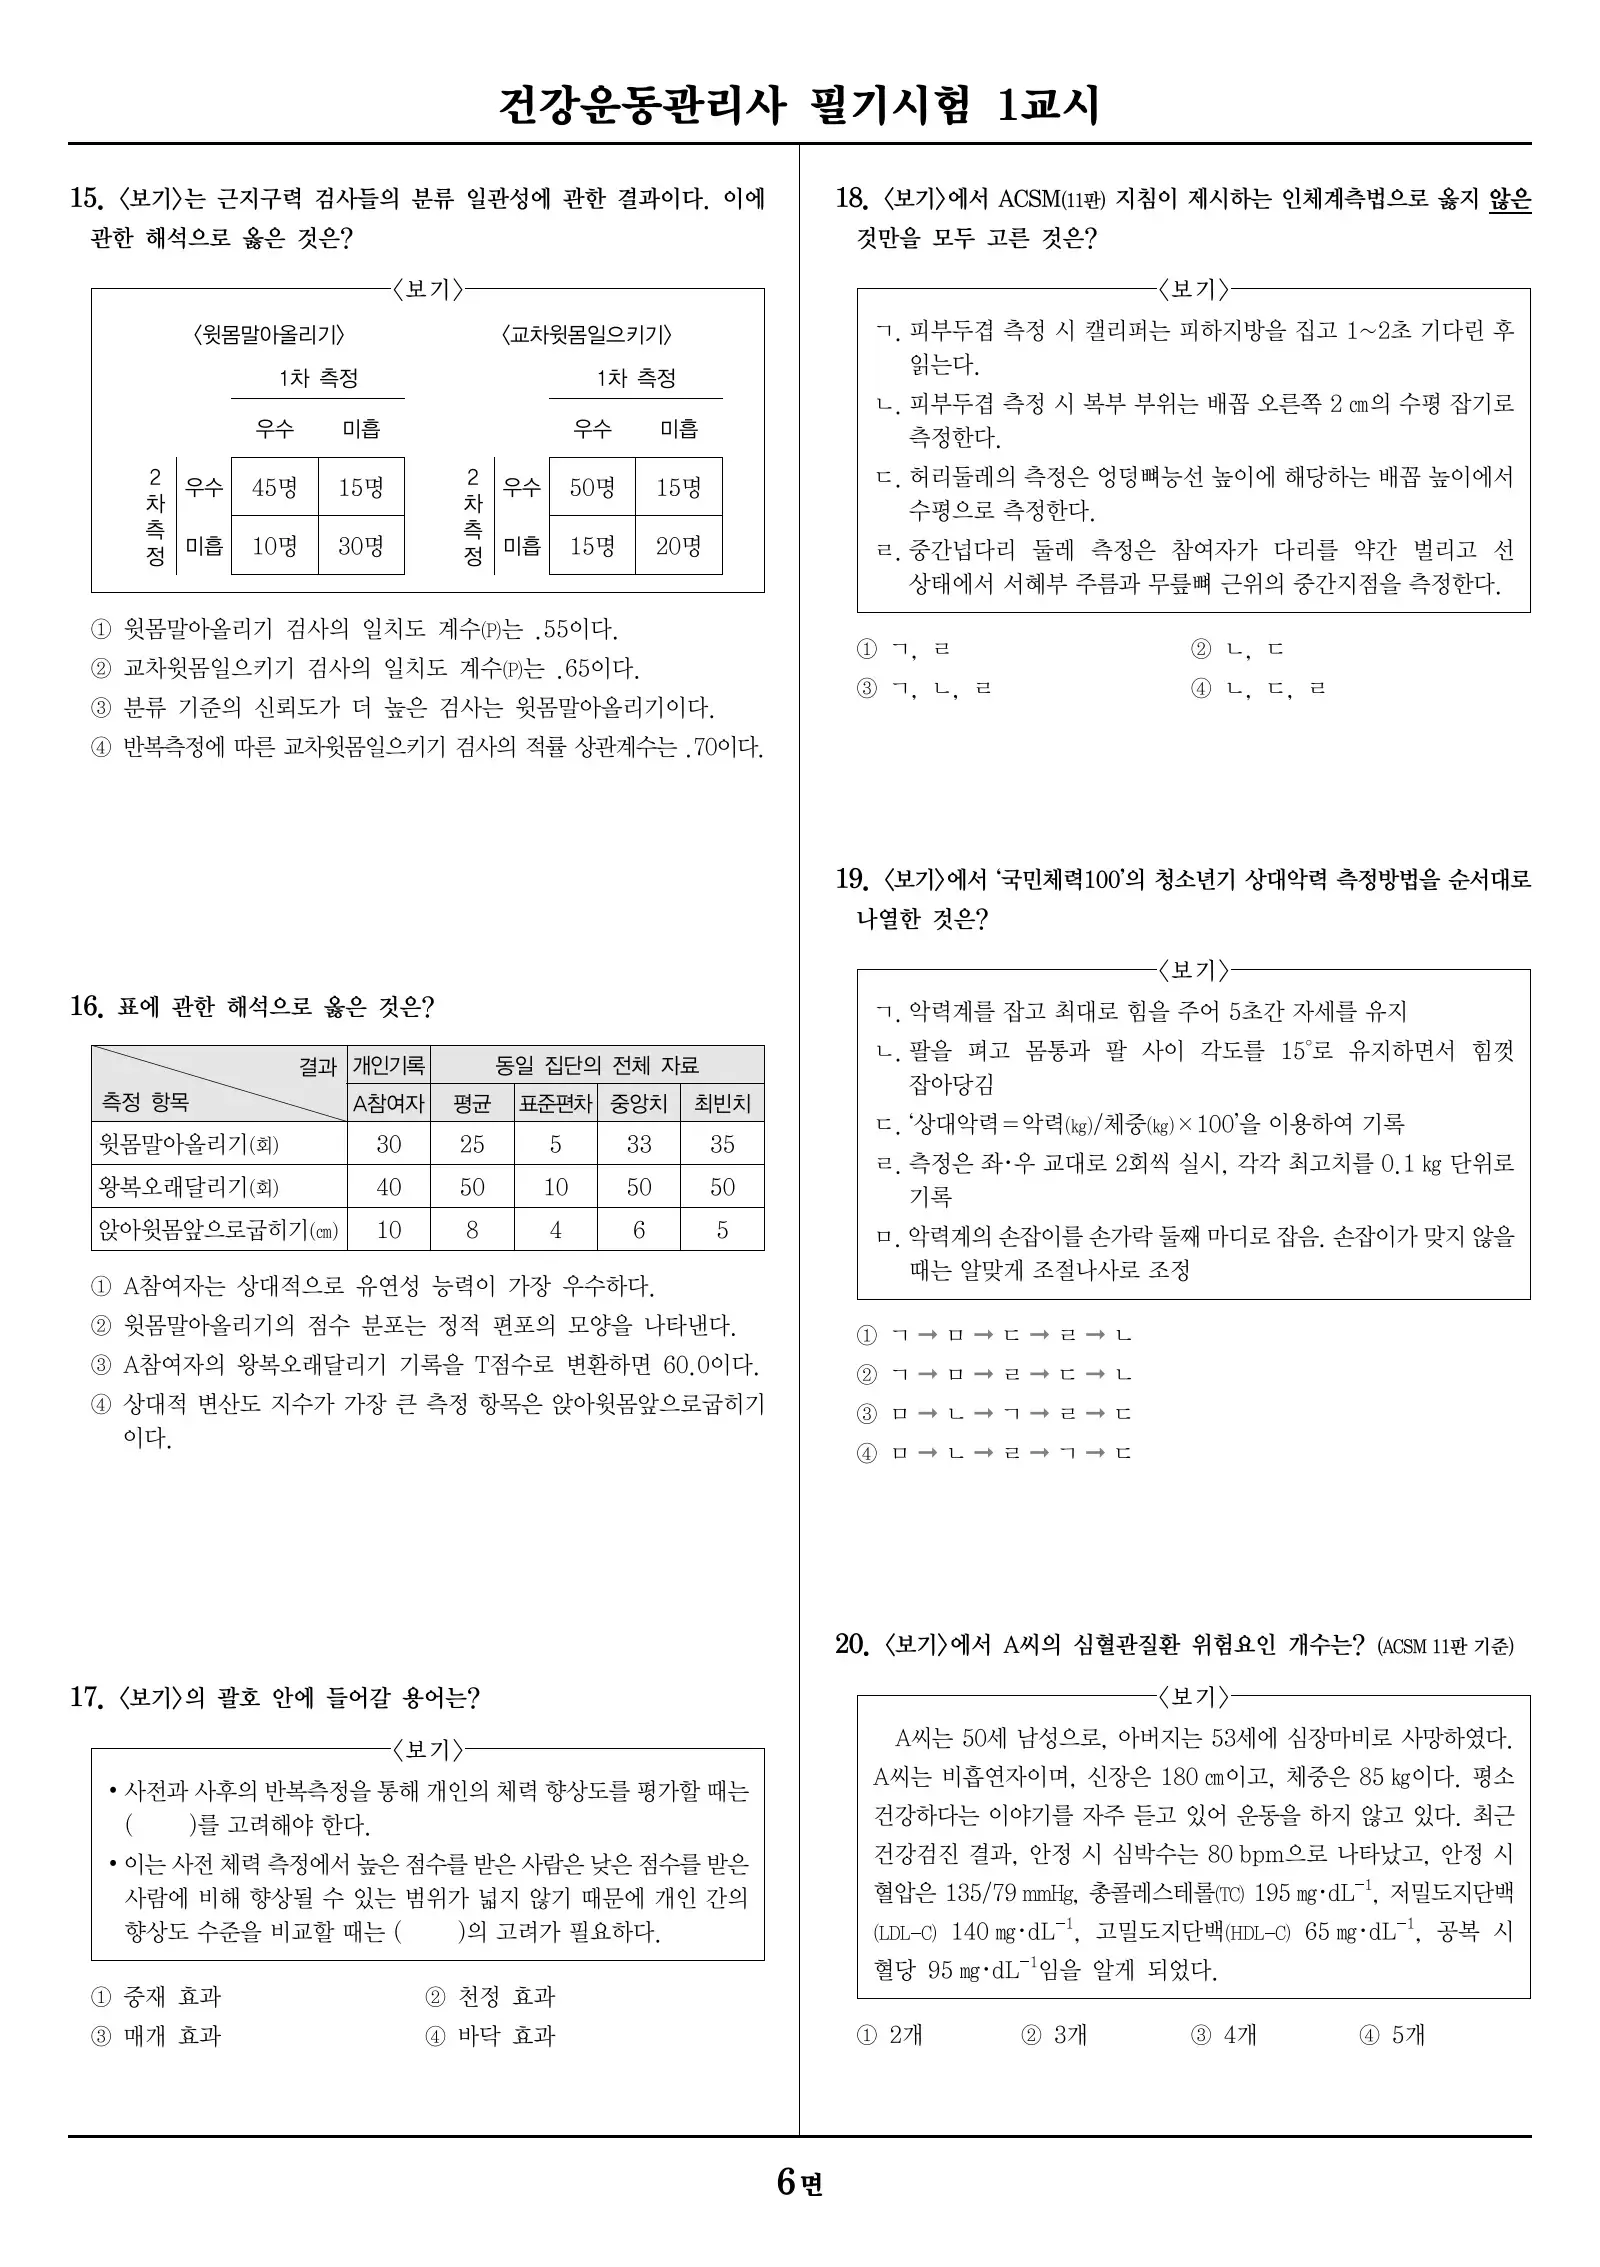 건강운동관리사 필기시험 1교시
15. 〈보기〉는 근지구력 검사들의 분류 일관성에 관한 결과이다. 이에
관한 해석으로 옳은 것은?
〈보기〉
〈윗몸말아올리기〉 〈교차윗몸일으키기〉
1차 측정 1차 측정
우수 미흡 우수 미흡
2차측정 우수 45명 15명 2차측정 우수 50명 15명
미흡 10명 30명 미흡 15명 20명
① 윗몸말아올리기 검사의 일치도 계수(P)는 .55이다.
② 교차윗몸일으키기 검사의 일치도 계수(P)는 .65이다.
③ 분류 기준의 신뢰도가 더 높은 검사는 윗몸말아올리기이다.
④ 반복측정에 따른 교차윗몸일으키기 검사의 적률 상관계수는 .70이다.
16. 표에 관한 해석으로 옳은 것은?
결과 개인기록 동일 집단의 전체 자료
측정 항목 A참여자 평균 표준편차 중앙치 최빈치
윗몸말아올리기(회) 30 25 5 33 35
왕복오래달리기(회) 40 50 10 50 50
앉아윗몸앞으로굽히기(㎝) 10 8 4 6 5
① A참여자는 상대적으로 유연성 능력이 가장 우수하다.
② 윗몸말아올리기의 점수 분포는 정적 편포의 모양을 나타낸다.
③ A참여자의 왕복오래달리기 기록을 T점수로 변환하면 60.0이다.
④ 상대적 변산도 지수가 가장 큰 측정 항목은 앉아윗몸앞으로굽히기
이다.
17. 〈보기〉의 괄호 안에 들어갈 용어는?
〈보기〉
• 사전과 사후의 반복측정을 통해 개인의 체력 향상도를 평가할 때는
( )를 고려해야 한다.
• 이는 사전 체력 측정에서 높은 점수를 받은 사람은 낮은 점수를 받은
사람에 비해 향상될 수 있는 범위가 넓지 않기 때문에 개인 간의
향상도 수준을 비교할 때는 ( )의 고려가 필요하다.
① 중재 효과 ② 천정 효과
③ 매개 효과 ④ 바닥 효과
18. 〈보기〉에서 ACSM(11판) 지침이 제시하는 인체계측법으로 옳지 않은
것만을 모두 고른 것은?
〈보기〉
ㄱ. 피부두겹 측정 시 캘리퍼는 피하지방을 집고 1~2초 기다린 후
읽는다.
ㄴ. 피부두겹 측정 시 복부 부위는 배꼽 오른쪽 2 ㎝의 수평 잡기로
측정한다.
ㄷ. 허리둘레의 측정은 엉덩뼈능선 높이에 해당하는 배꼽 높이에서
수평으로 측정한다.
ㄹ. 중간넙다리 둘레 측정은 참여자가 다리를 약간 벌리고 선
상태에서 서혜부 주름과 무릎뼈 근위의 중간지점을 측정한다.
① ㄱ, ㄹ ② ㄴ, ㄷ
③ ㄱ, ㄴ, ㄹ ④ ㄴ, ㄷ, ㄹ
19. 〈보기〉에서 ‘국민체력100’의 청소년기 상대악력 측정방법을 순서대로
나열한 것은?
〈보기〉
ㄱ. 악력계를 잡고 최대로 힘을 주어 5초간 자세를 유지
ㄴ. 팔을 펴고 몸통과 팔 사이 각도를 15°로 유지하면서 힘껏
잡아당김
ㄷ. ‘상대악력=악력(㎏)/체중(㎏)×100’을 이용하여 기록
ㄹ. 측정은 좌·우 교대로 2회씩 실시, 각각 최고치를 0.1 ㎏ 단위로
기록
ㅁ. 악력계의 손잡이를 손가락 둘째 마디로 잡음. 손잡이가 맞지 않을
때는 알맞게 조절나사로 조정
① ㄱ → ㅁ → ㄷ → ㄹ → ㄴ
② ㄱ → ㅁ → ㄹ → ㄷ → ㄴ
③ ㅁ → ㄴ → ㄱ → ㄹ → ㄷ
④ ㅁ → ㄴ → ㄹ → ㄱ → ㄷ
20. 〈보기〉에서 A씨의 심혈관질환 위험요인 개수는? (ACSM 11판 기준)
〈보기〉
A씨는 50세 남성으로, 아버지는 53세에 심장마비로 사망하였다.
A씨는 비흡연자이며, 신장은 180 ㎝이고, 체중은 85 ㎏이다. 평소
건강하다는 이야기를 자주 듣고 있어 운동을 하지 않고 있다. 최근
건강검진 결과, 안정 시 심박수는 80 bpm으로 나타났고, 안정 시
혈압은 135/79 mmHg, 총콜레스테롤(TC) 195 ㎎·dL⁻¹, 저밀도지단백
(LDL-C) 140 ㎎·dL⁻¹, 고밀도지단백(HDL-C) 65 ㎎·dL⁻¹, 공복 시
혈당 95 ㎎·dL⁻¹임을 알게 되었다.
① 2개 ② 3개 ③ 4개 ④ 5개
6면